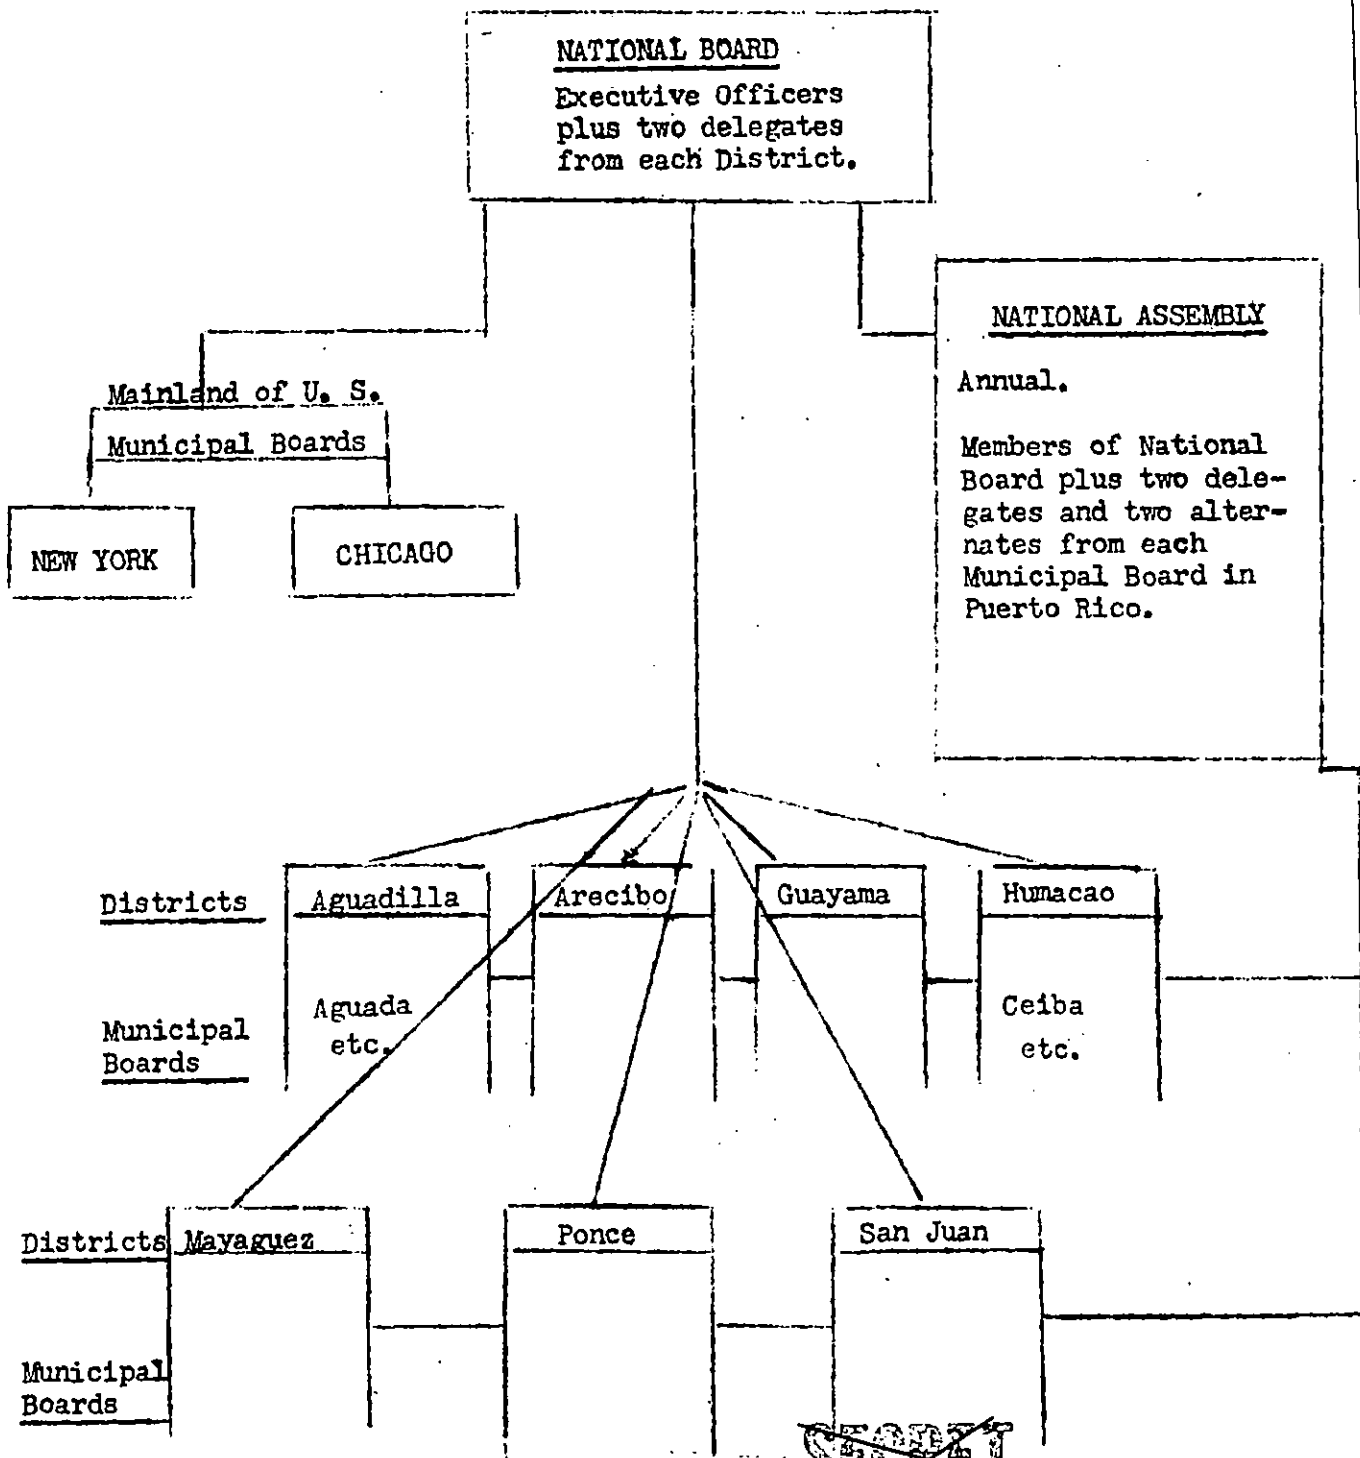 NATIONAL BOARD
Executive Officers
plus two delegates
from each District.
NATIONAL ASSEMBLY
Annual.
Members of National
Board plus two dele-
gates and two alter-
nates from each
Municipal Board in
Puerto Rico.
Mainland of U. S.
Municipal Boards
NEW YORK
CHICAGO
Districts
Aguadilla
Arecibo
Guayama
Humacao
Municipal
Boards
Aguada
etc.
Ceiba
etc.
Districts
Mayaguez
Ponce
San Juan
Municipal
Boards
SECRET